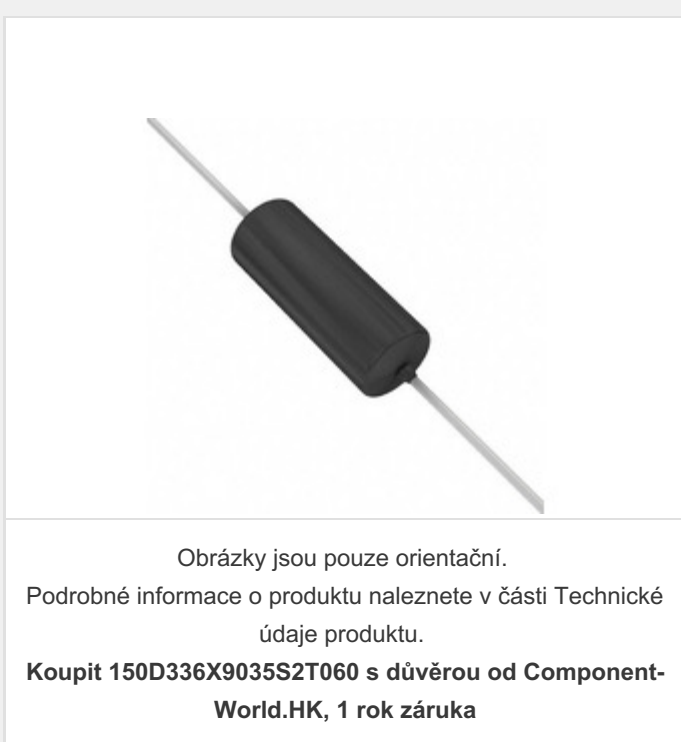 Obrázky jsou pouze orientační.
Podrobné informace o produktu naleznete v části Technické
údaje produktu.
Koupit 150D336X9035S2T060 s důvěrou od Component-
World.HK, 1 rok záruka